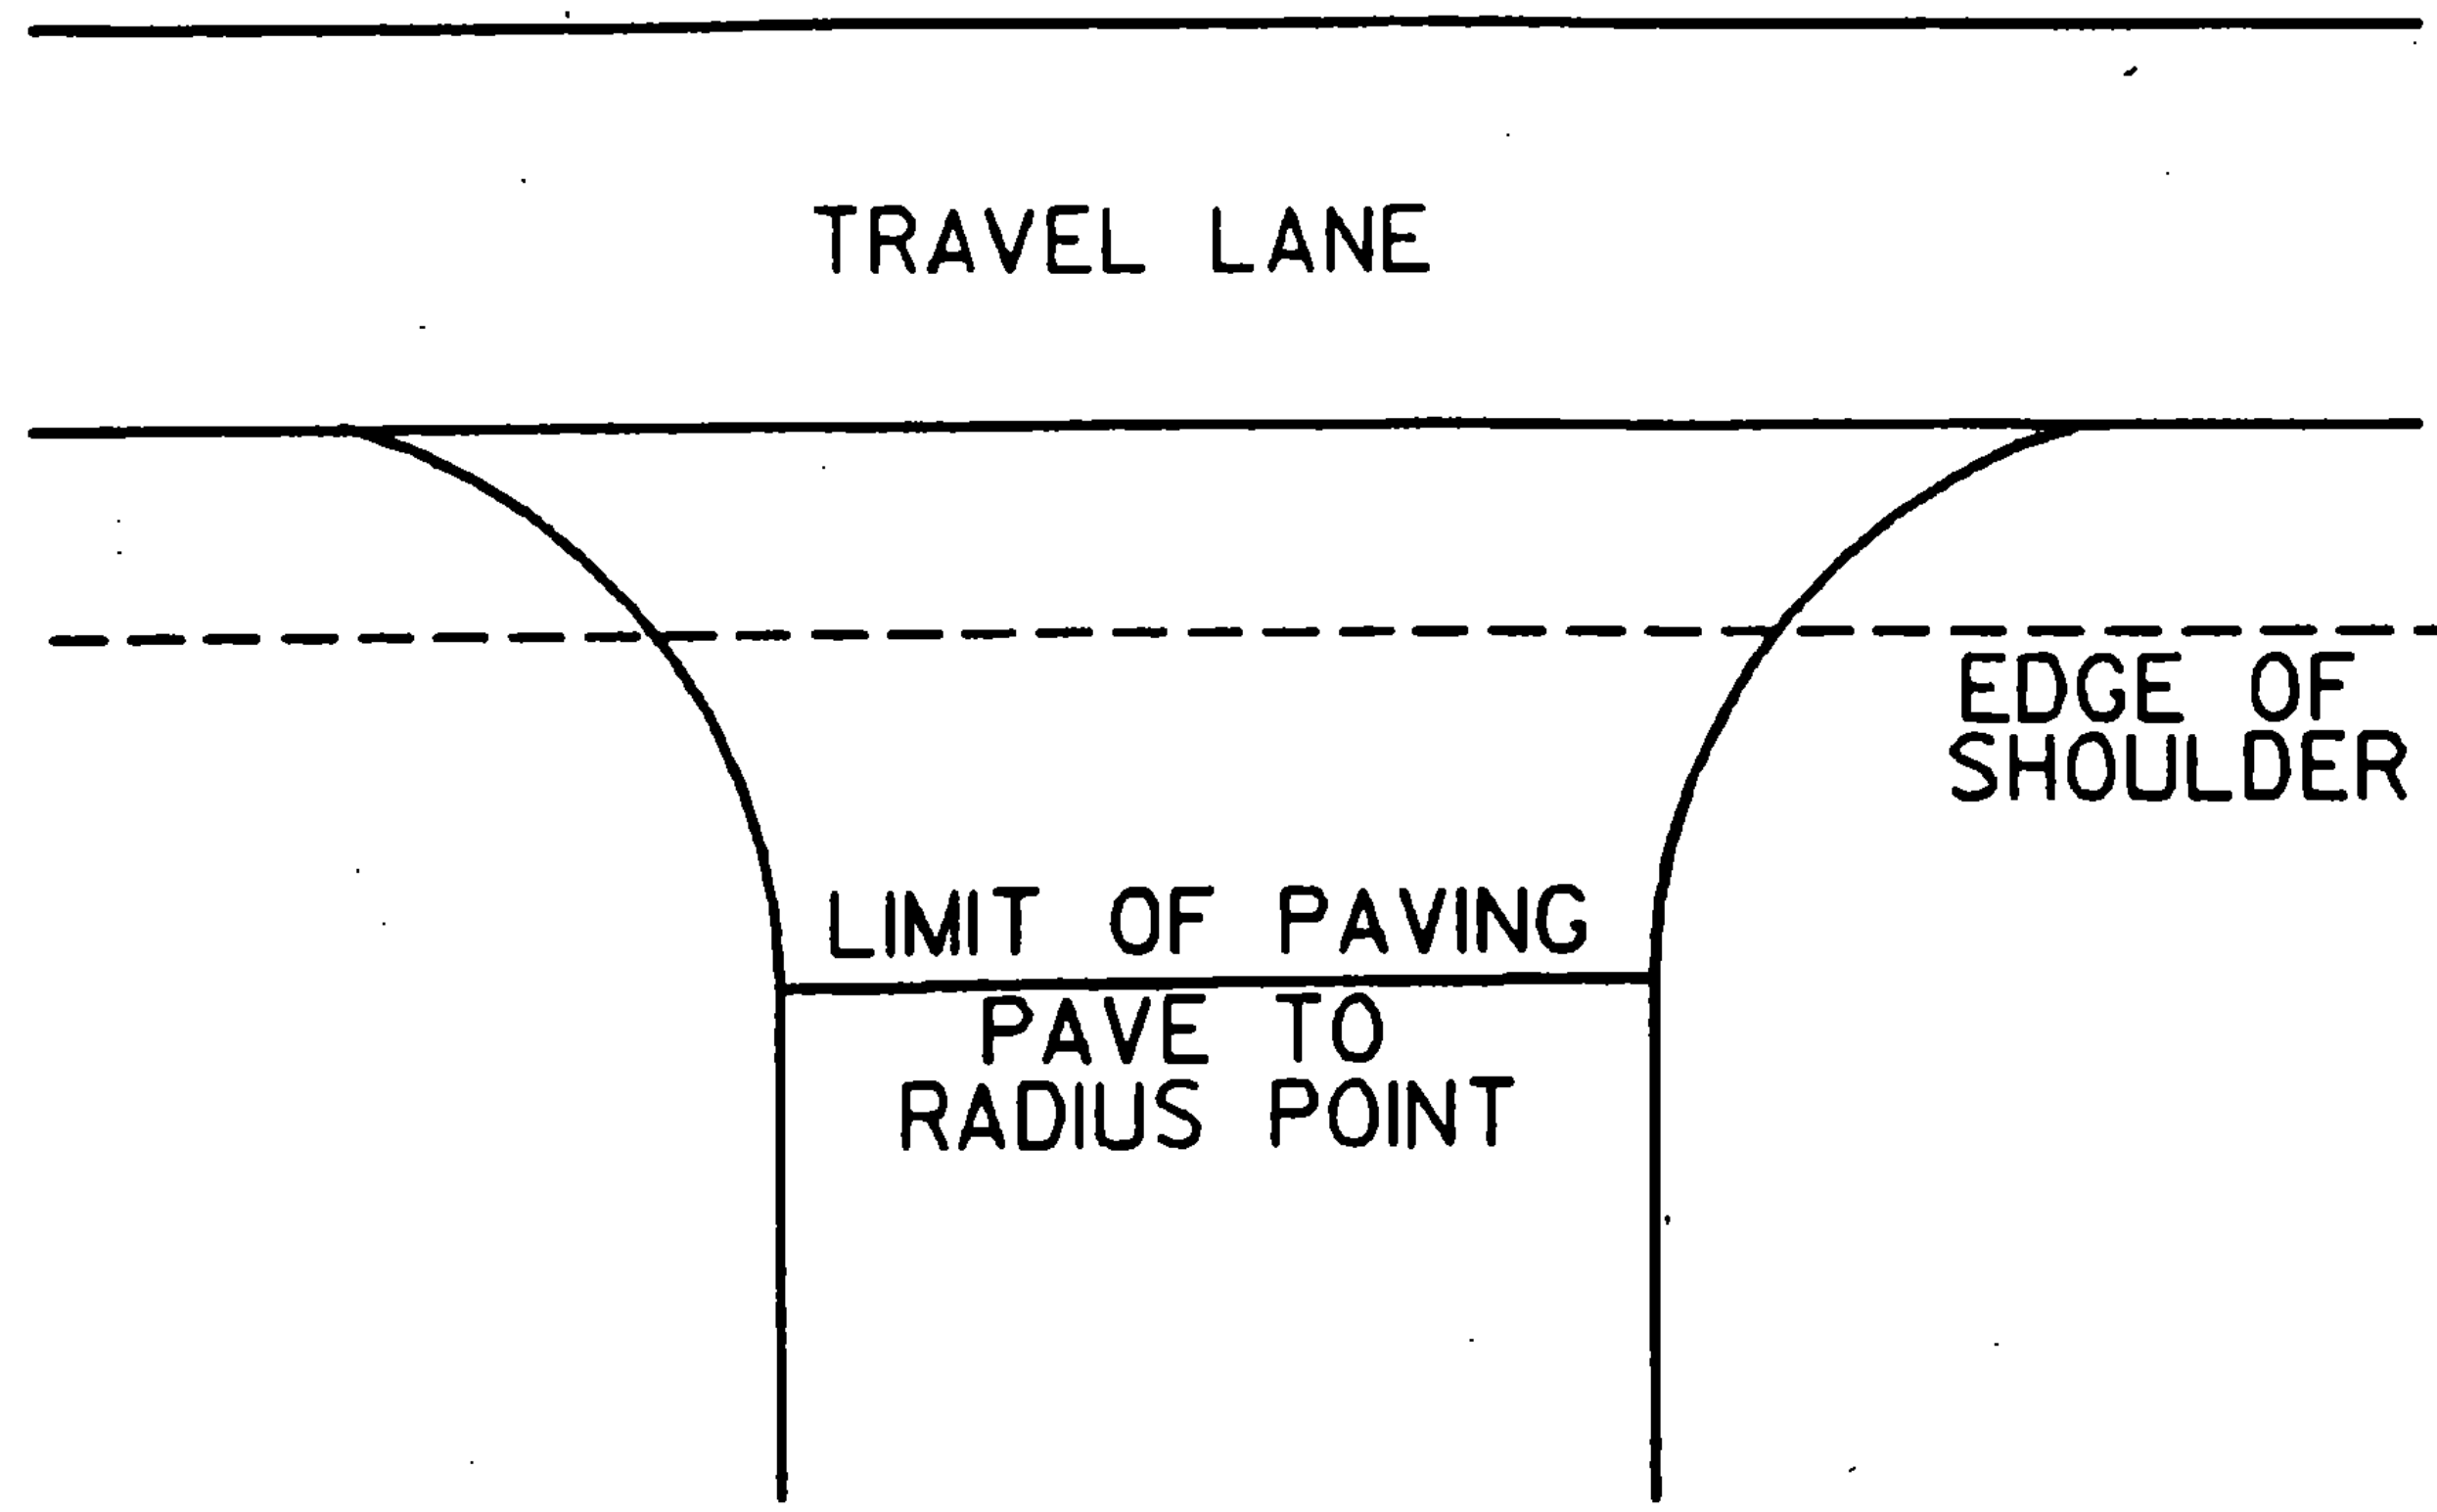 TRAVEL LANE
EDGE OF
SHOULDER
LIMIT OF PAVING
PAVE TO
RADIUS POINT